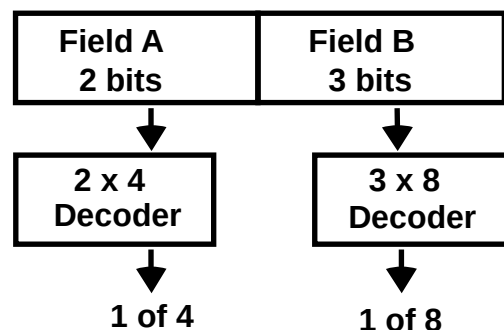 Field A
2 bits
Field B
3 bits
2 x 4
Decoder
3 x 8
Decoder
1 of 4
1 of 8